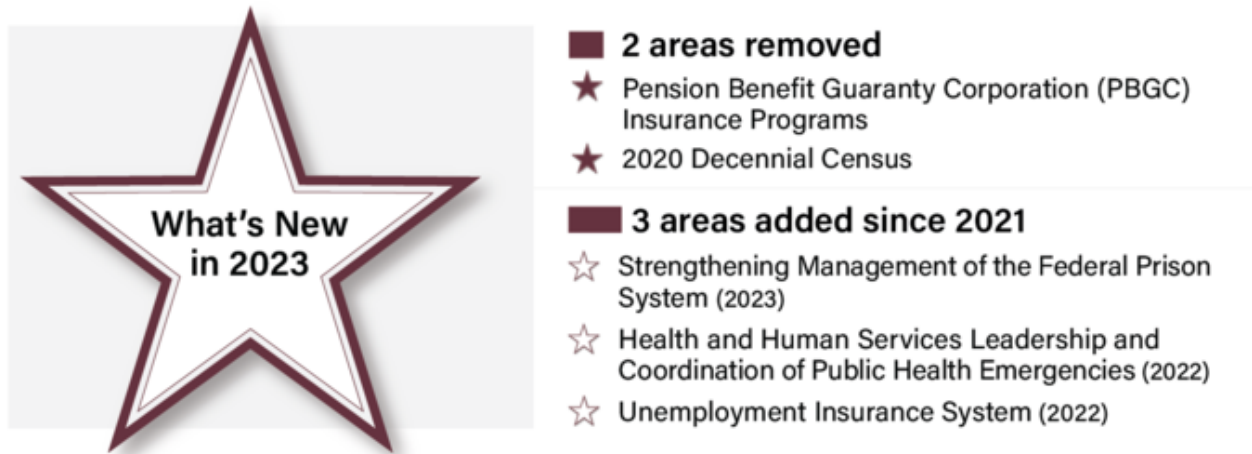 What's New
in 2023
2 areas removed
Pension Benefit Guaranty Corporation (PBGC)
Insurance Programs
2020 Decennial Census
3 areas added since 2021
Strengthening Management of the Federal Prison
System (2023)
Health and Human Services Leadership and
Coordination of Public Health Emergencies (2022)
Unemployment Insurance System (2022)